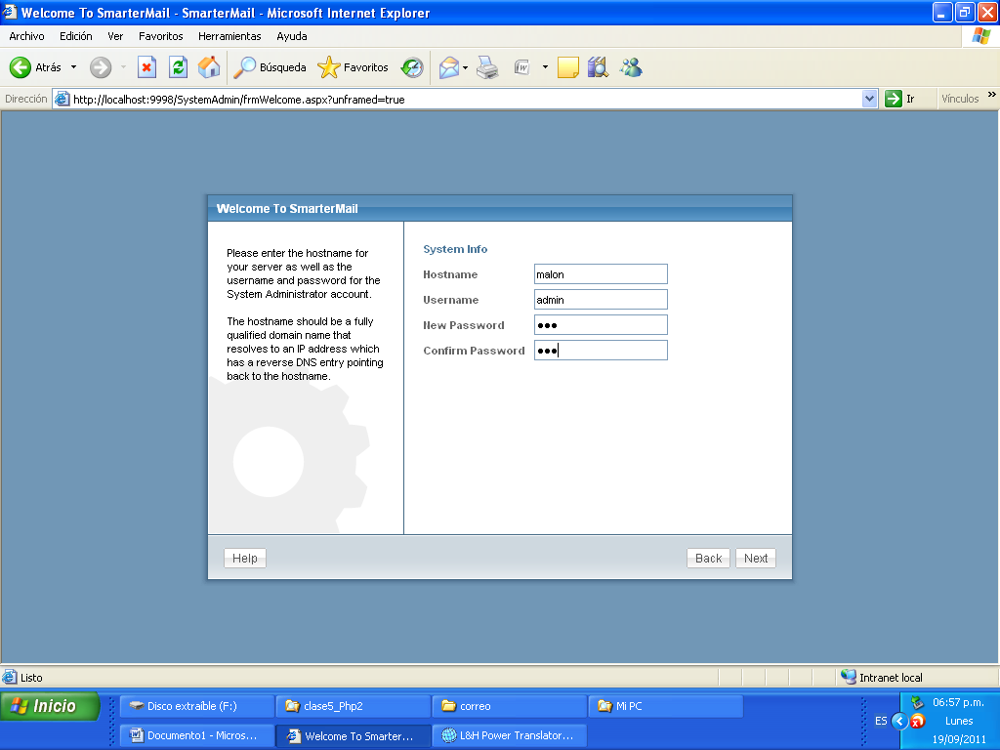 Welcome To SmarterMail - SmarterMail - Microsoft Internet Explorer
Archivo Edición Ver Favoritos Herramientas Ayuda
Atrás Búsqueda Favoritos
Dirección http://localhost:9998/SystemAdmin/frmWelcome.aspx?unframed=true Ir Vínculos »
Welcome To SmarterMail
Please enter the hostname for
your server as well as the
username and password for the
System Administrator account.
The hostname should be a fully
qualified domain name that
resolves to an IP address which
has a reverse DNS entry pointing
back to the hostname.
System Info
Hostname malon
Username admin
New Password ●●●
Confirm Password ●●●
Help Back Next
Listo Intranet local
Inicio
Disco extraíble (F:) clase5_Php2 correo Mi PC
Documento1 - Micros... Welcome To Smarter... L&H Power Translator...
ES
06:57 p.m.
Lunes
19/09/2011